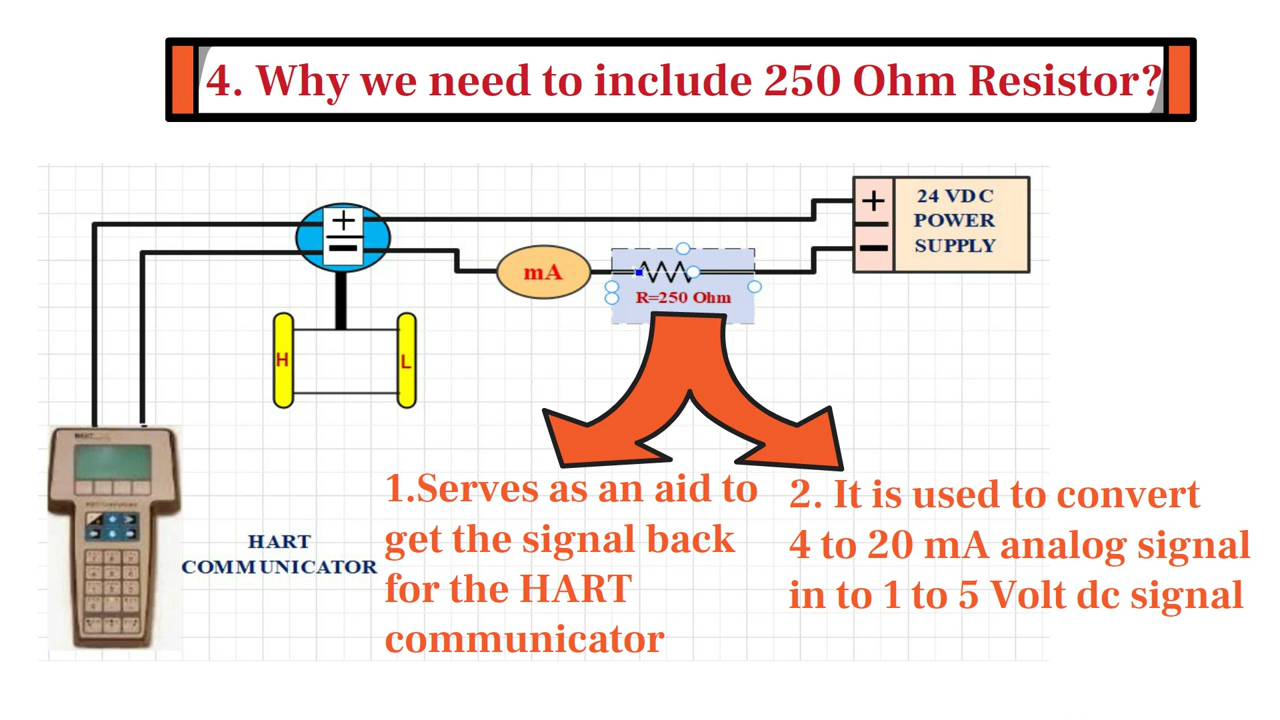 4. Why we need to include 250 Ohm Resistor?
+
−
+
−
24 VDC
POWER
SUPPLY
mA
R=250 Ohm
H
L
HART
COMMUNICATOR
1.Serves as an aid to
get the signal back
for the HART
communicator
2. It is used to convert
4 to 20 mA analog signal
in to 1 to 5 Volt dc signal